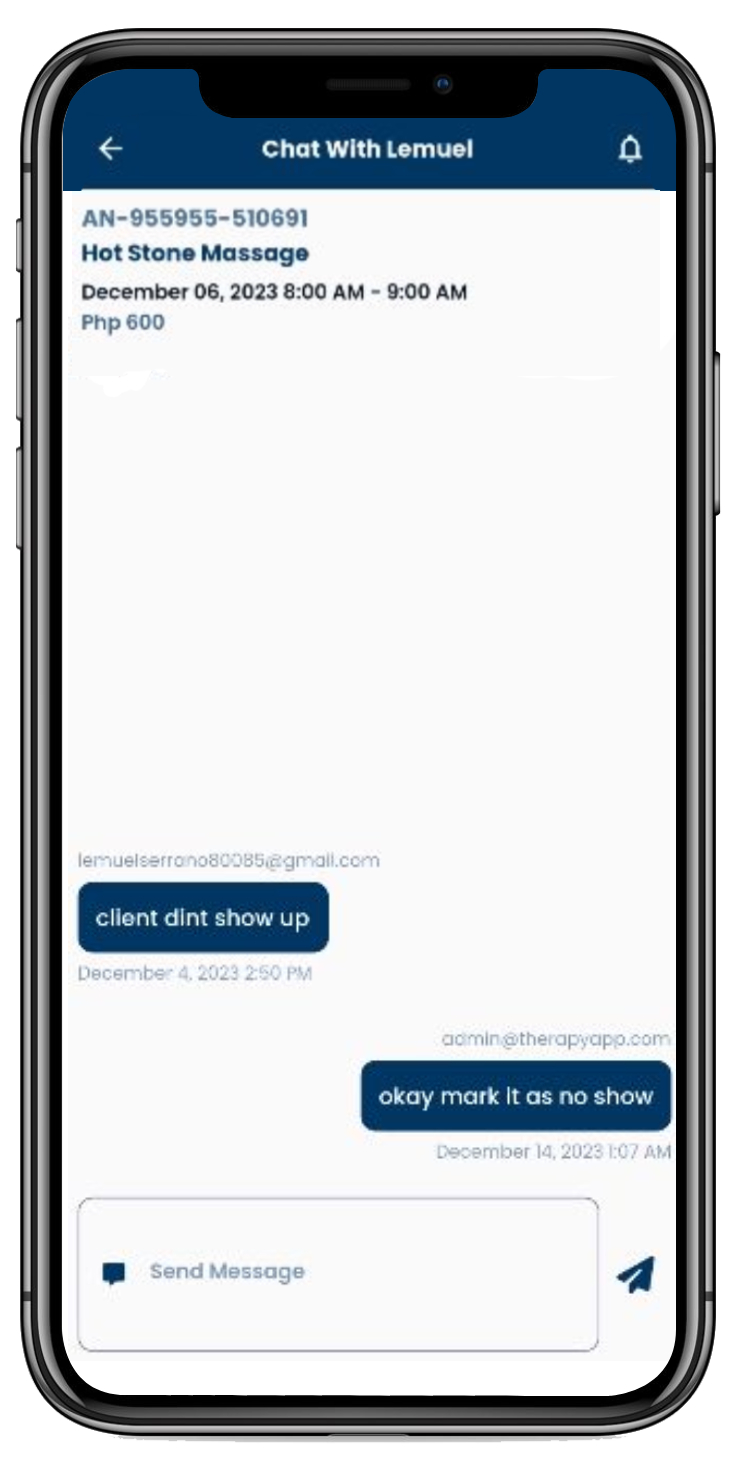 Chat With Lemuel
AN-955955-510691
Hot Stone Massage
December 06, 2023 8:00 AM - 9:00 AM
Php 600
lemuelserrano80085@gmail.com
client dint show up
December 4, 2023 2:50 PM
admin@therapyapp.com
okay mark it as no show
December 14, 2023 1:07 AM
Send Message